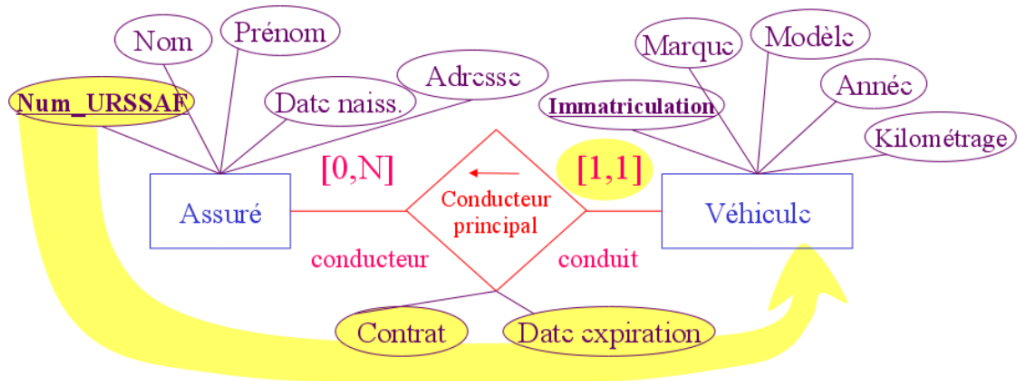 Nom
Prénom
Marque
Modèle
Num_URSSAF
Date naiss.
Adresse
Immatriculation
Année
Kilométrage
[0,N]
[1,1]
Assuré
Conducteur
principal
Véhicule
conducteur
conduit
Contrat
Date expiration